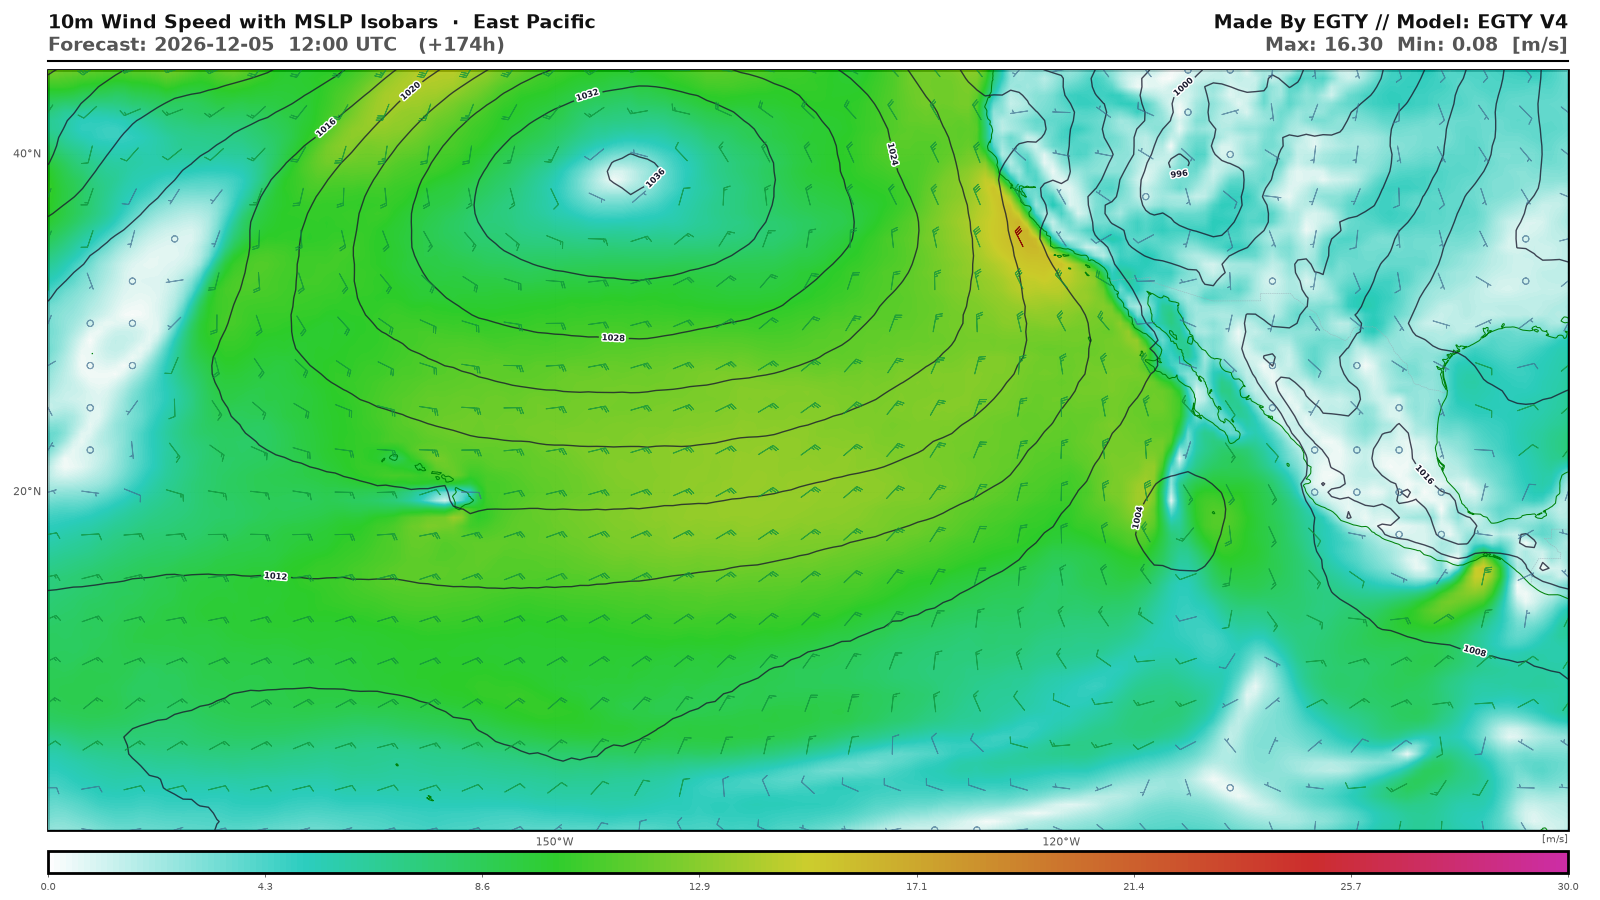 10m Wind Speed with MSLP Isobars · East Pacific
Made By EGTY // Model: EGTY V4
Forecast: 2026-12-05 12:00 UTC (+174h)
Max: 16.30 Min: 0.08 [m/s]
1000
1020
1032
1016
40°N
1024
996
1036
1028
1016
20°N
1004
1012
1008
150°W
120°W
[m/s]
0.0
4.3
8.6
12.9
17.1
21.4
25.7
30.0